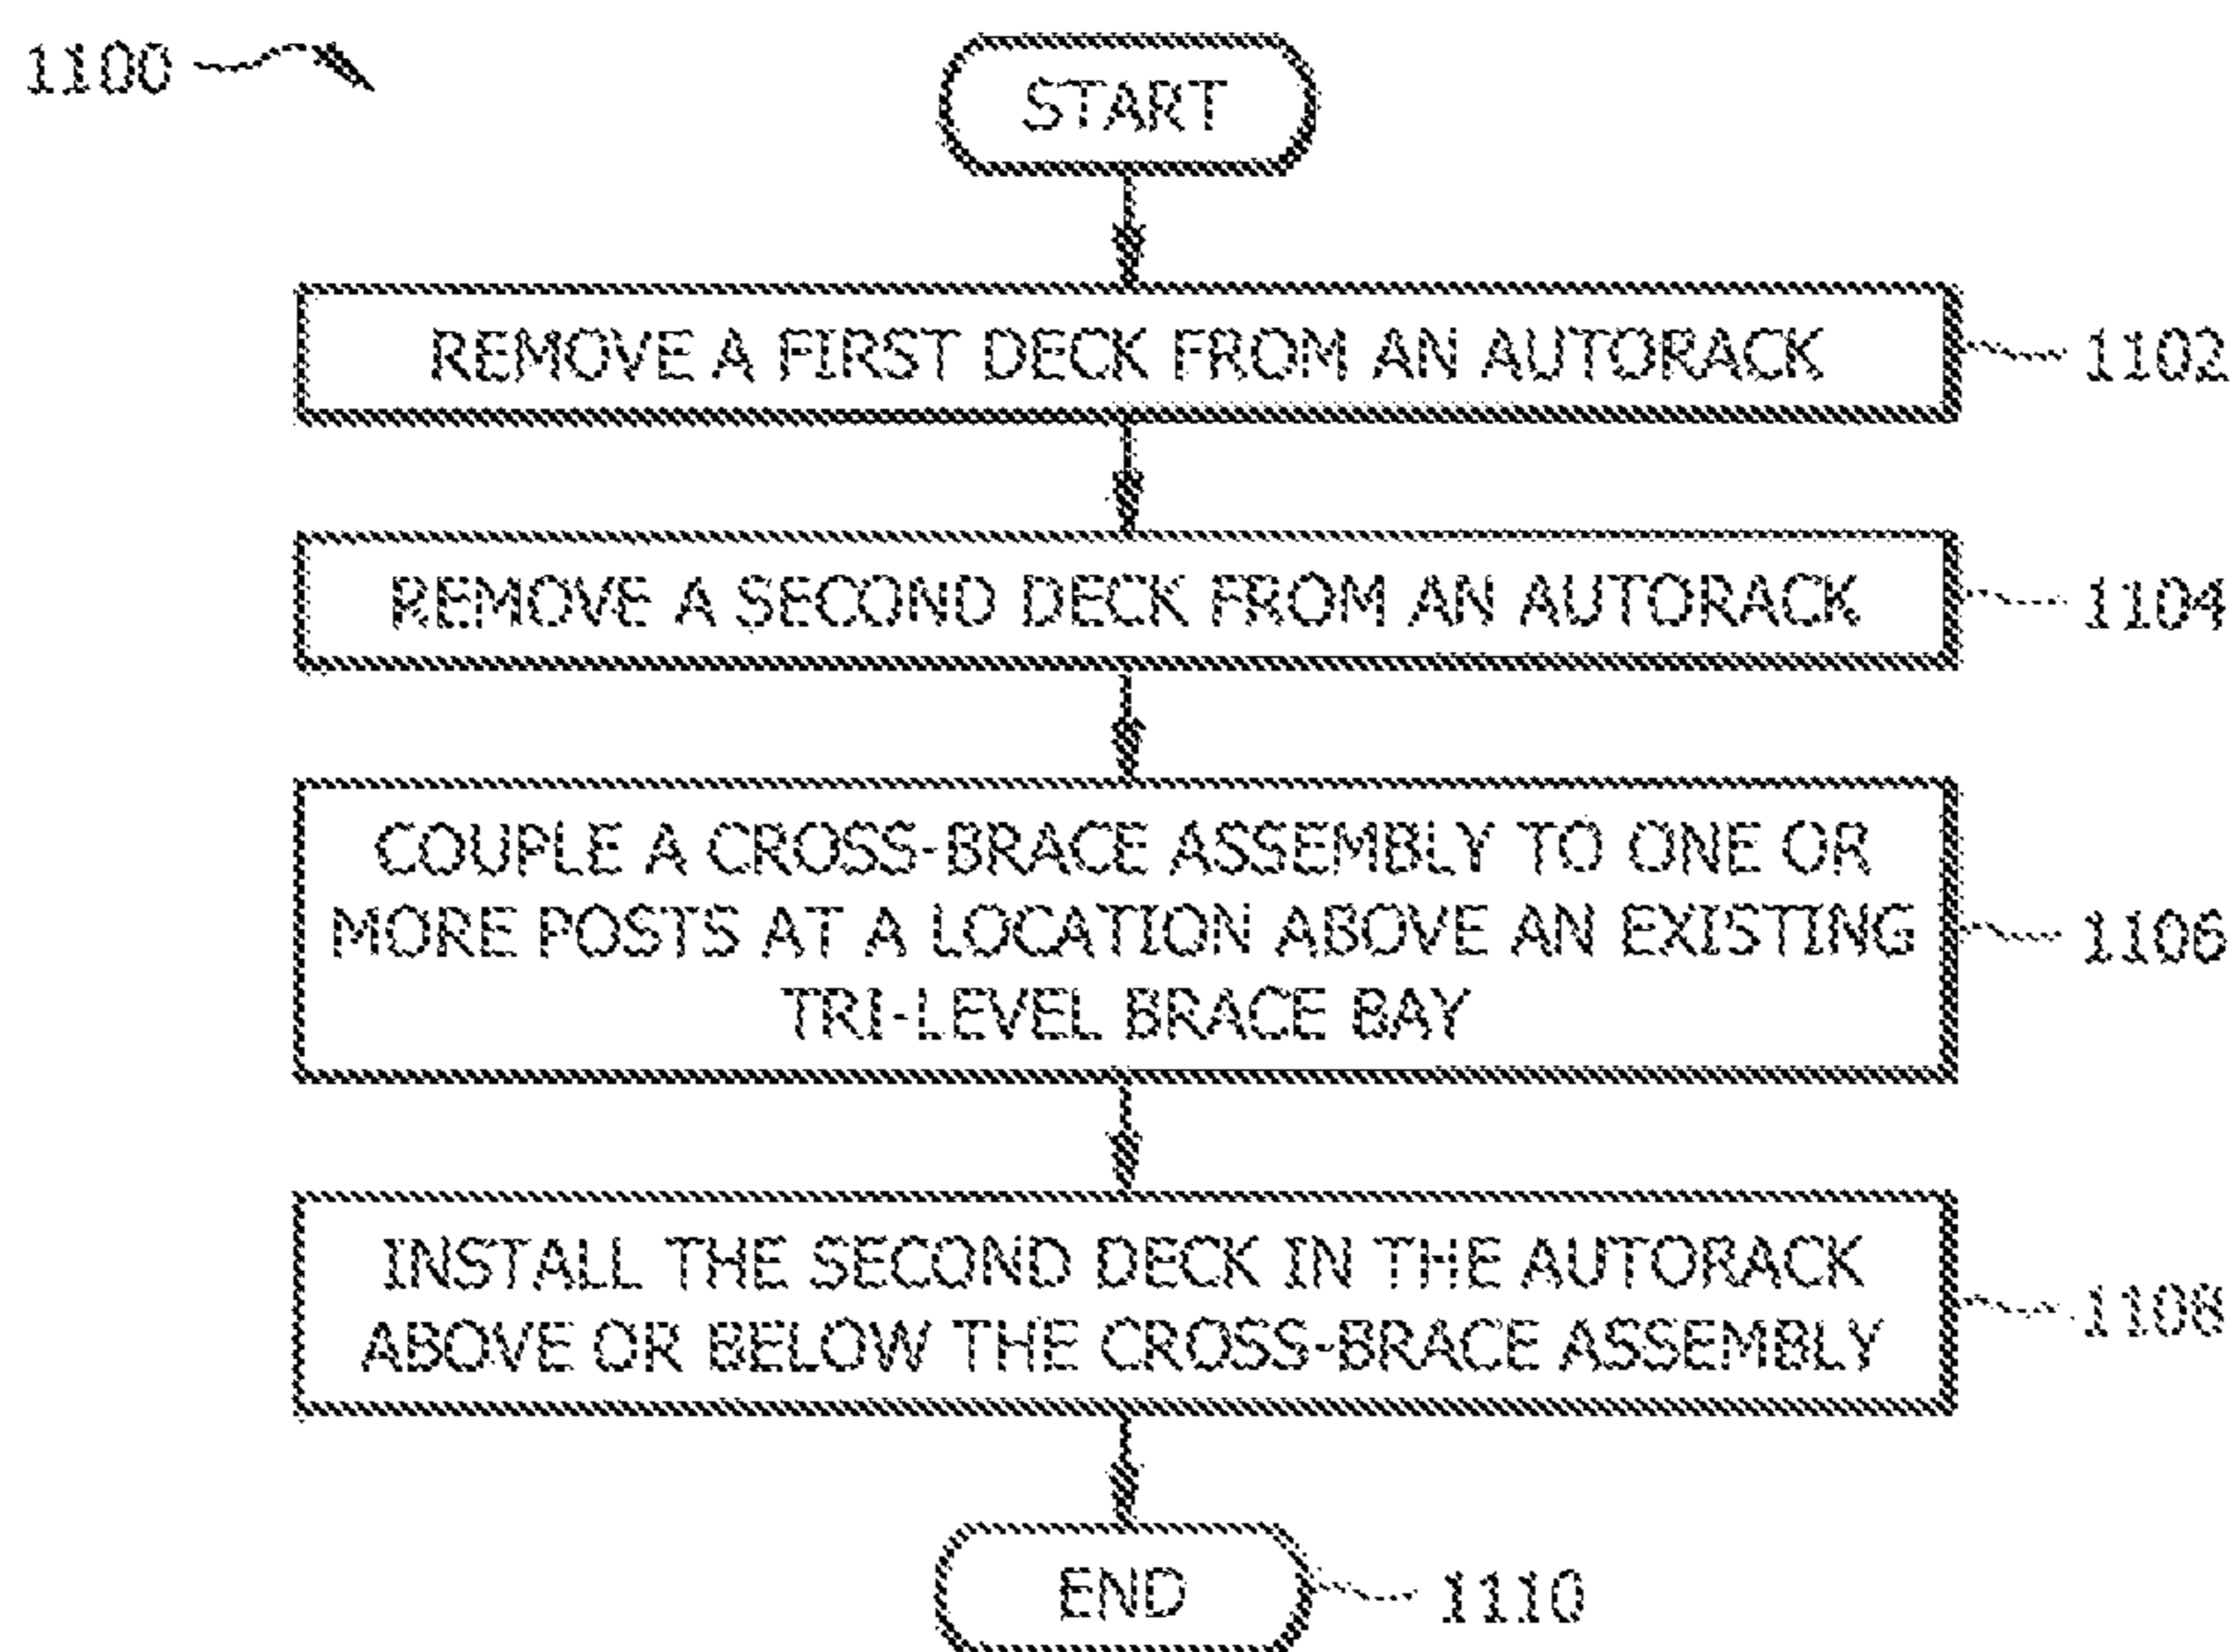 1100
START
REMOVE A FIRST DECK FROM AN AUTORACK
1102
REMOVE A SECOND DECK FROM AN AUTORACK
1104
COUPLE A CROSS-BRACE ASSEMBLY TO ONE OR
MORE POSTS AT A LOCATION ABOVE AN EXISTING
TRI-LEVEL BRACE BAY
1106
INSTALL THE SECOND DECK IN THE AUTORACK
ABOVE OR BELOW THE CROSS-BRACE ASSEMBLY
1108
END
1110